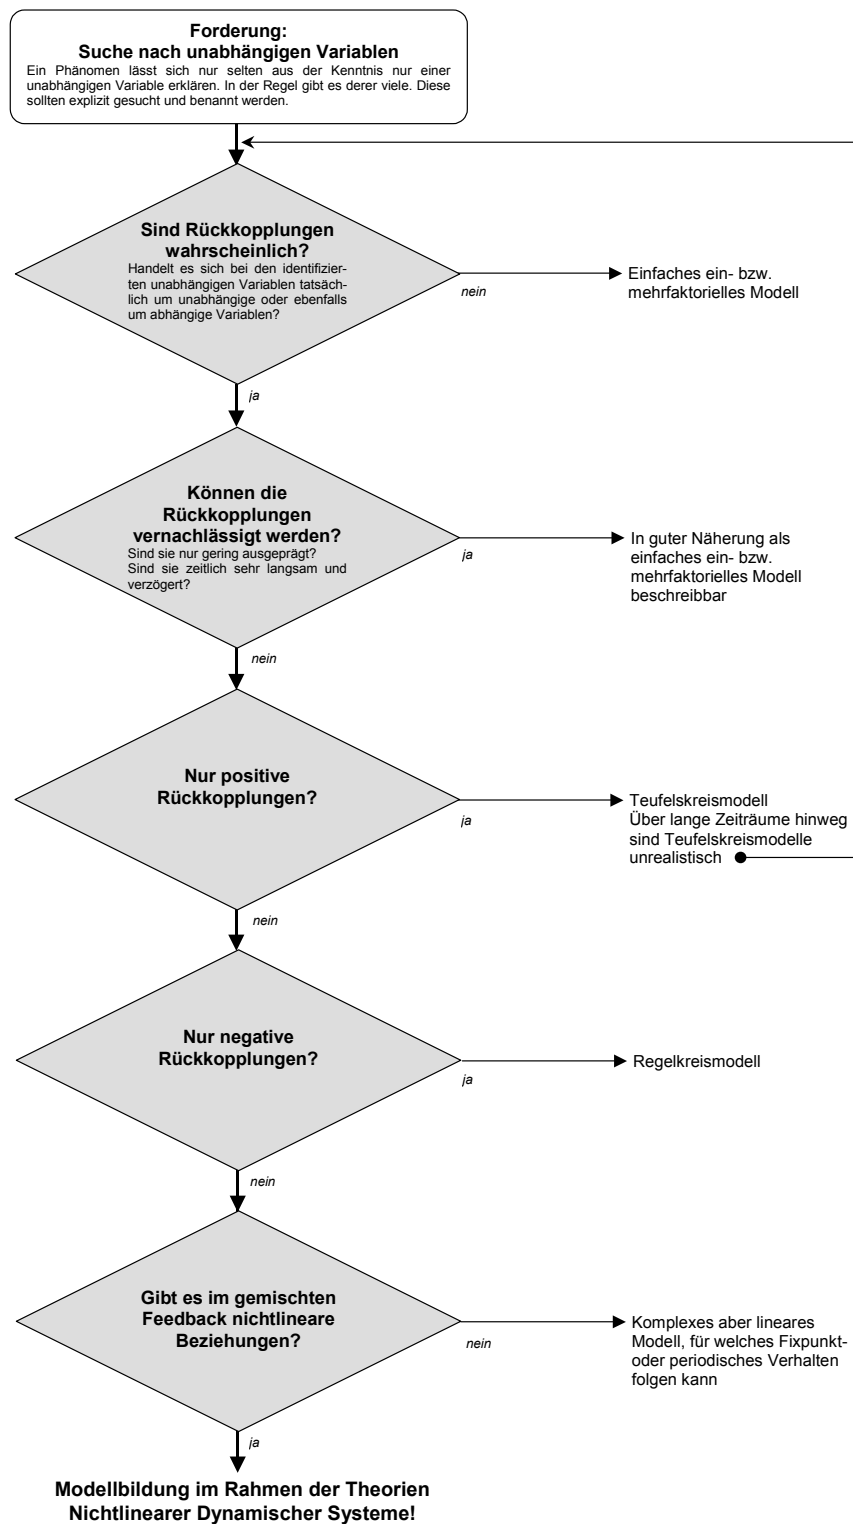 Forderung:
Suche nach unabhängigen Variablen
Ein Phänomen lässt sich nur selten aus der Kenntnis nur einer
unabhängigen Variable erklären. In der Regel gibt es derer viele. Diese
sollten explizit gesucht und benannt werden.
Sind Rückkopplungen
wahrscheinlich?
Handelt es sich bei den identifizier-
ten unabhängigen Variablen tatsäch-
lich um unabhängige oder ebenfalls
um abhängige Variablen?
nein
Einfaches ein- bzw.
mehrfaktorielles Modell
ja
Können die
Rückkopplungen
vernachlässigt werden?
Sind sie nur gering ausgeprägt?
Sind sie zeitlich sehr langsam und
verzögert?
ja
In guter Näherung als
einfaches ein- bzw.
mehrfaktorielles Modell
beschreibbar
nein
Nur positive
Rückkopplungen?
ja
Teufelskreismodell
Über lange Zeiträume hinweg
sind Teufelskreismodelle
unrealistisch
nein
Nur negative
Rückkopplungen?
ja
Regelkreismodell
nein
Gibt es im gemischten
Feedback nichtlineare
Beziehungen?
nein
Komplexes aber lineares
Modell, für welches Fixpunkt-
oder periodisches Verhalten
folgen kann
ja
Modellbildung im Rahmen der Theorien
Nichtlinearer Dynamischer Systeme!